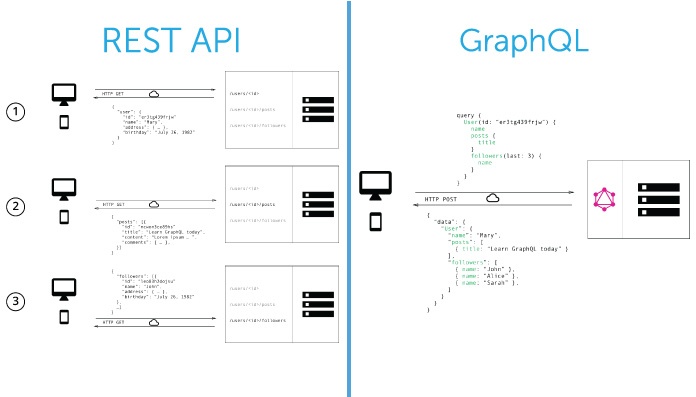 REST API
GraphQL
1
HTTP GET
{
"user": {
"id": "er3tg439frjw"
"name": "Mary",
"address": { … },
"birthday": "July 26, 1982"
}
}
/users/<id>
/users/<id>/posts
/users/<id>/followers
2
HTTP GET
{
"posts": [{
"id":
"title": "Learn GraphQL today",
"content": "Lorem ipsum … ",
"comments": [ … ],
}]
}
/users/<id>
/users/<id>/posts
/users/<id>/followers
3
{
"followers": [{
"id":
"name": "John",
"address": { … },
"birthday": "July 26, 1982"
},
…]
}
HTTP GET
/users/<id>
/users/<id>/posts
/users/<id>/followers
query {
User(id: "er3tg439frjw") {
name
posts {
title
}
followers(last: 3) {
name
}
}
}
HTTP POST
{
"data": {
"User": {
"name": "Mary",
"posts": [
{ title: "Learn GraphQL today" }
],
"followers": [
{ name: "John" },
{ name: "Alice" },
{ name: "Sarah" },
]
}
}
}